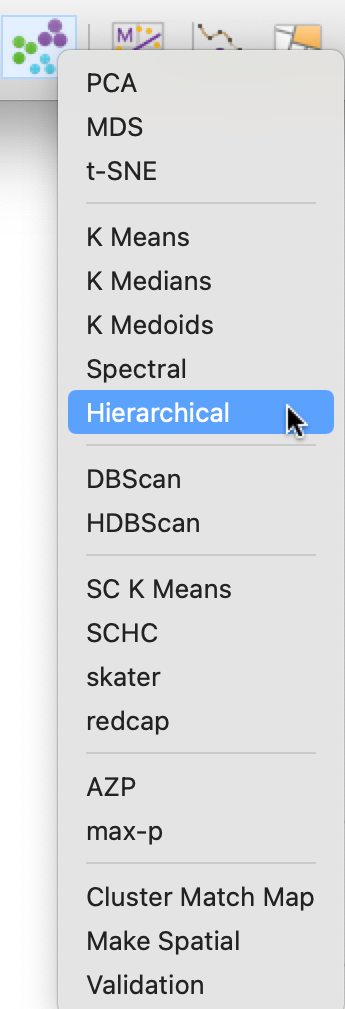 M
PCA
MDS
t-SNE
K Means
K Medians
K Medoids
Spectral
Hierarchical
DBScan
HDBScan
SC K Means
SCHC
skater
redcap
AZP
max-p
Cluster Match Map
Make Spatial
Validation